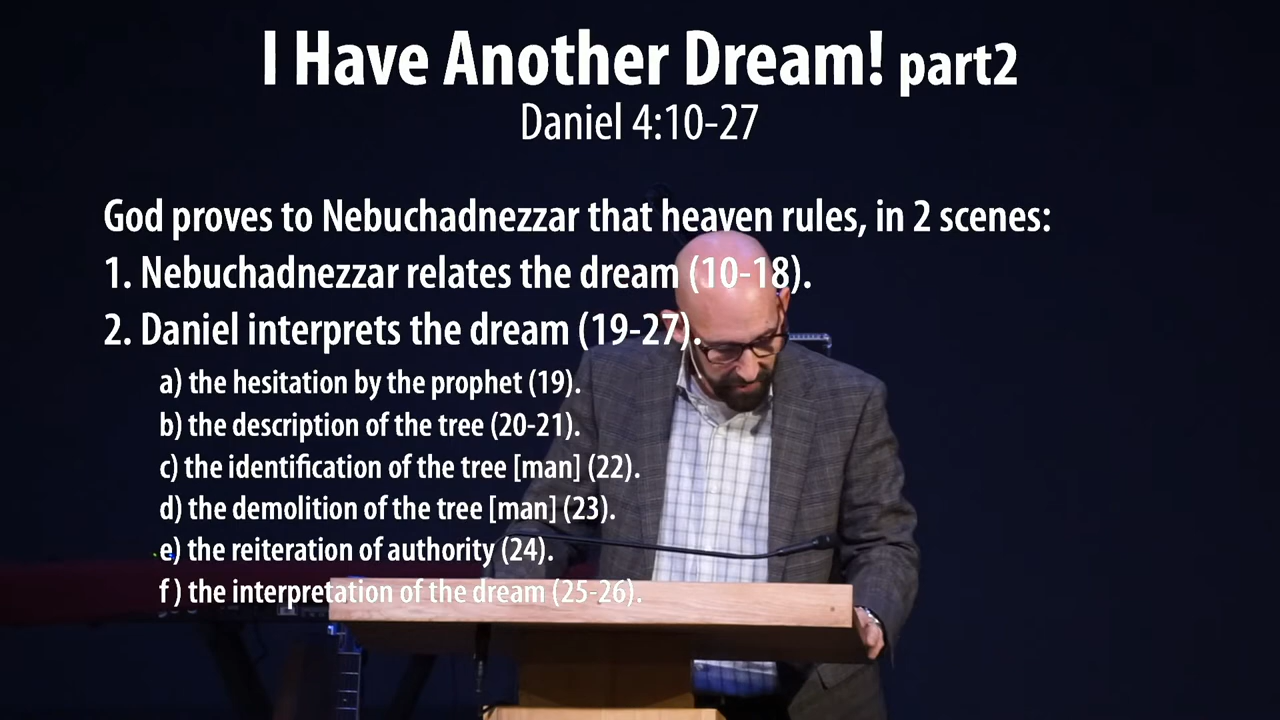 I Have Another Dream! part2
Daniel 4:10-27
God proves to Nebuchadnezzar that heaven rules, in 2 scenes:
1. Nebuchadnezzar relates the dream (10-18).
2. Daniel interprets the dream (19-27).
a) the hesitation by the prophet (19).
b) the description of the tree (20-21).
c) the identification of the tree [man] (22).
d) the demolition of the tree [man] (23).
e) the reiteration of authority (24).
f ) the interpretation of the dream (25-26).